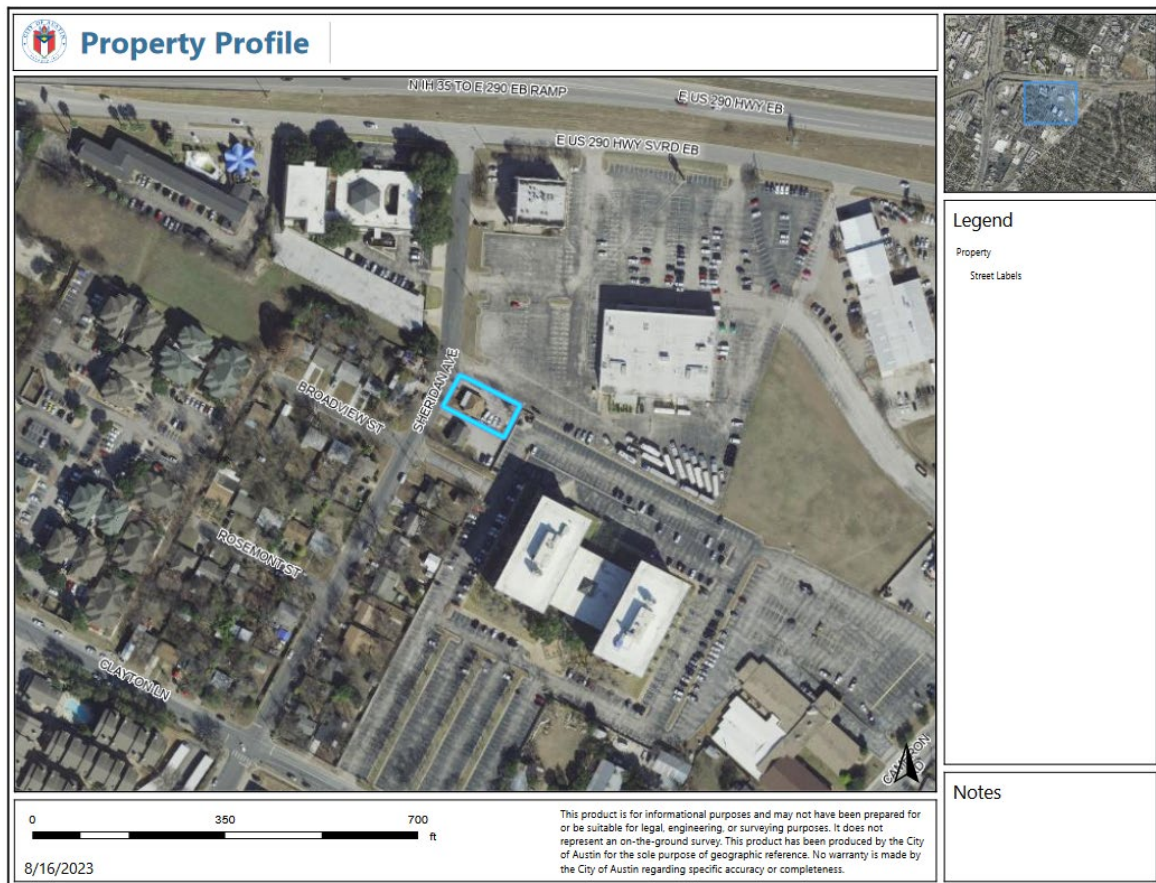 CITY OF AUSTIN
Property Profile
N IH 35 TO E 290 EB RAMP
E US 290 HWY EB
E US 290 HWY SVRD EB
SHERIDAN AVE
BROADVIEW ST
ROSEMONT ST
CLAYTON LN
Legend
Property
Street Labels
Notes
0 350 700
ft
8/16/2023
This product is for informational purposes and may not have been prepared for
or be suitable for legal, engineering, or surveying purposes. It does not
represent an on-the-ground survey. This product has been produced by the City
of Austin for the sole purpose of geographic reference. No warranty is made by
the City of Austin regarding specific accuracy or completeness.